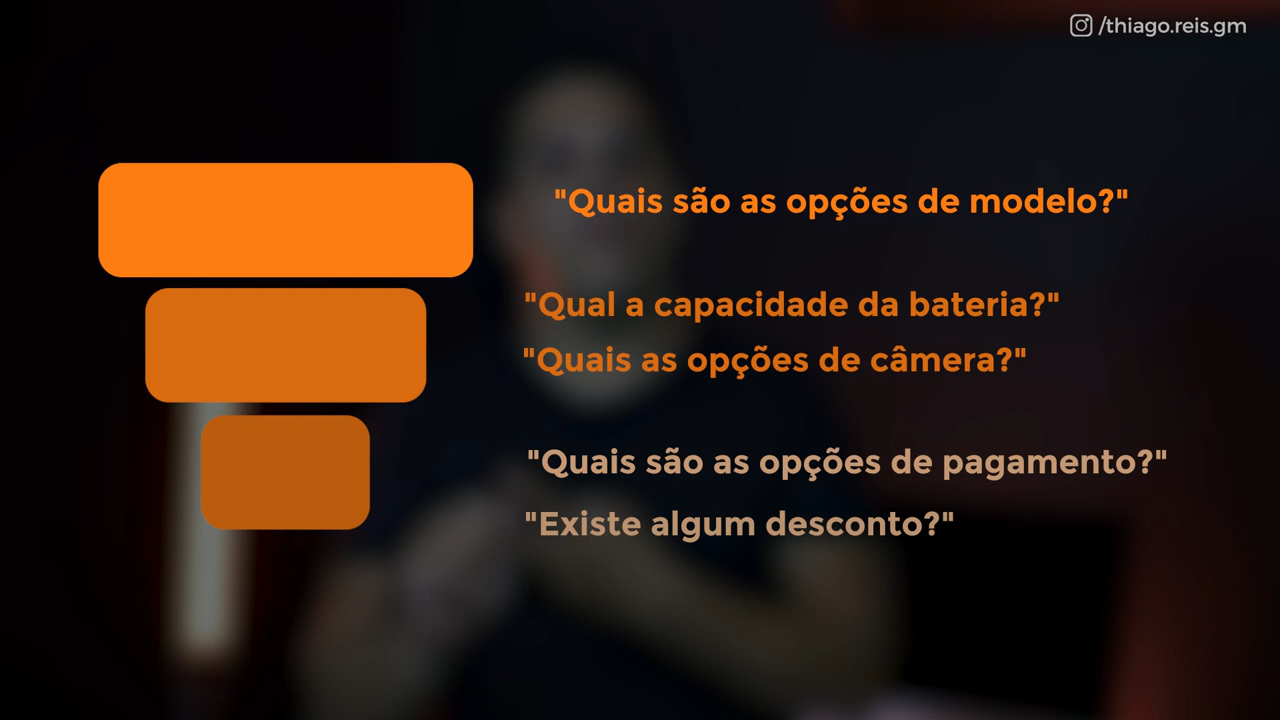 /thiago.reis.gm
"Quais são as opções de modelo?"
"Qual a capacidade da bateria?"
"Quais as opções de câmera?"
"Quais são as opções de pagamento?"
"Existe algum desconto?"